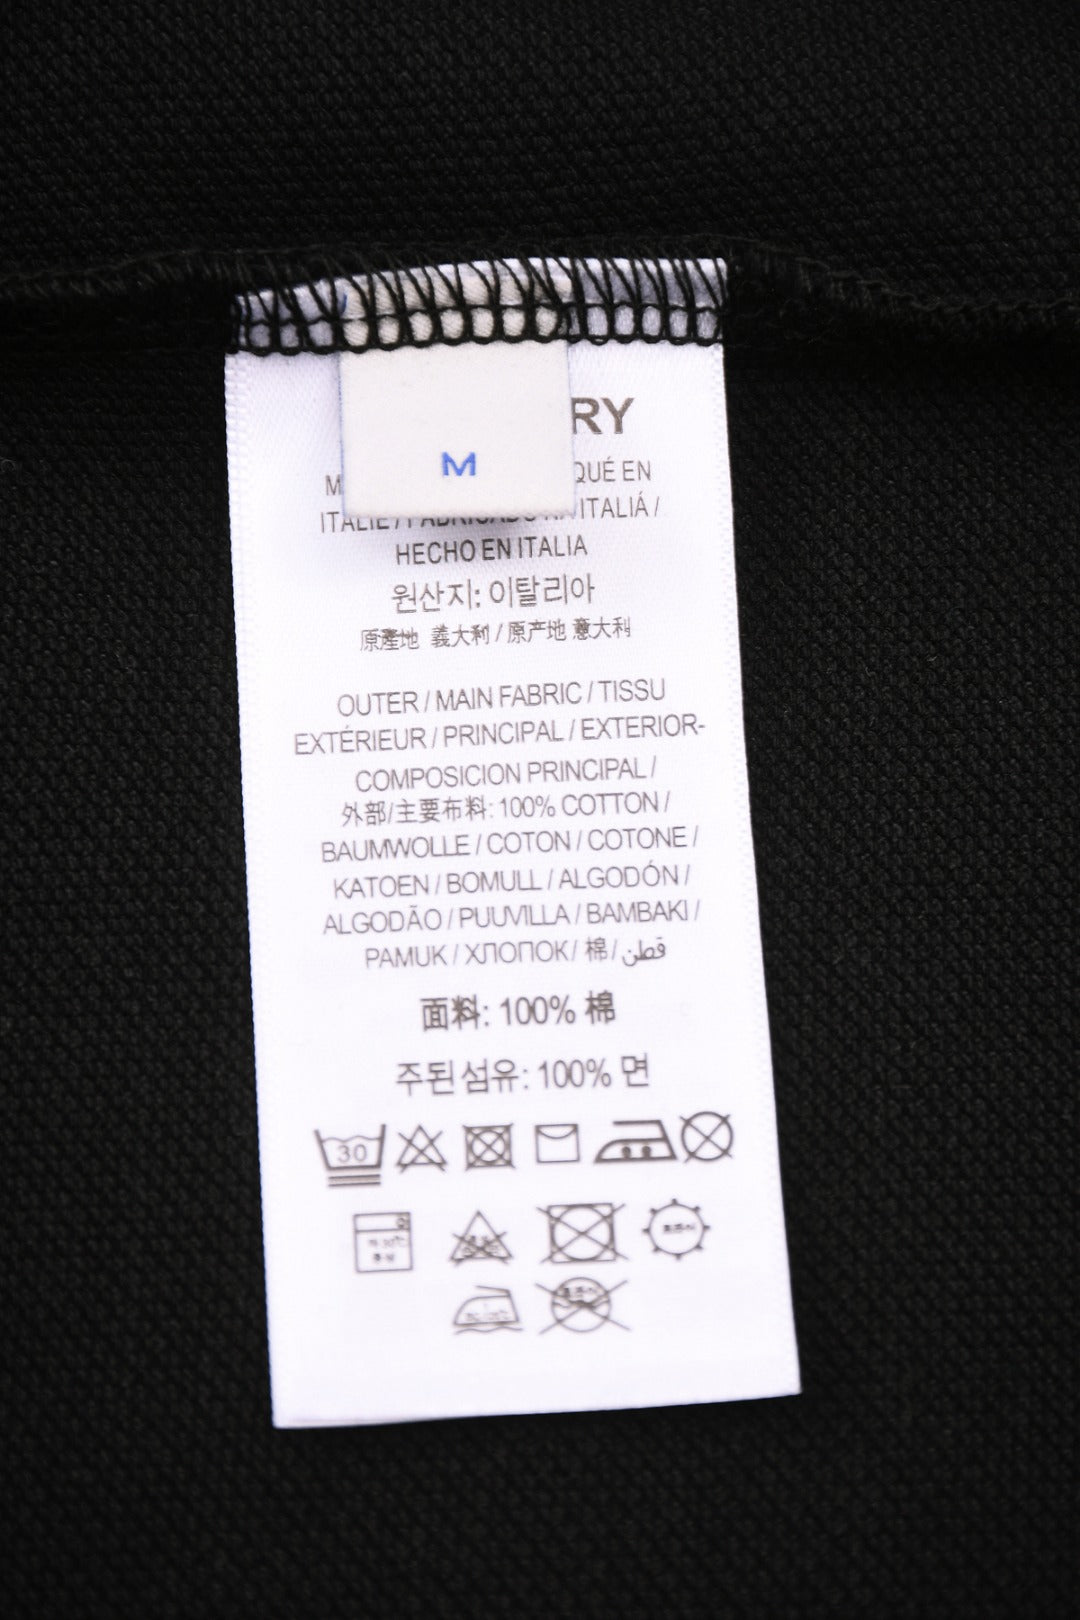 RY
M
QUÉ EN
ITALIE / FABRICADO NA ITALIÁ /
HECHO EN ITALIA
원산지: 이탈리아
原產地 義大利 / 原产地 意大利
OUTER / MAIN FABRIC / TISSU
EXTÉRIEUR / PRINCIPAL / EXTERIOR-
COMPOSICION PRINCIPAL /
外部/主要布料: 100% COTTON /
BAUMWOLLE / COTON / COTONE /
KATOEN / BOMULL / ALGODÓN /
ALGODÃO / PUUVILLA / BAMBAKI /
PAMUK / ХЛОПОК / 棉 / قطن
面料: 100% 棉
주된섬유: 100% 면
30